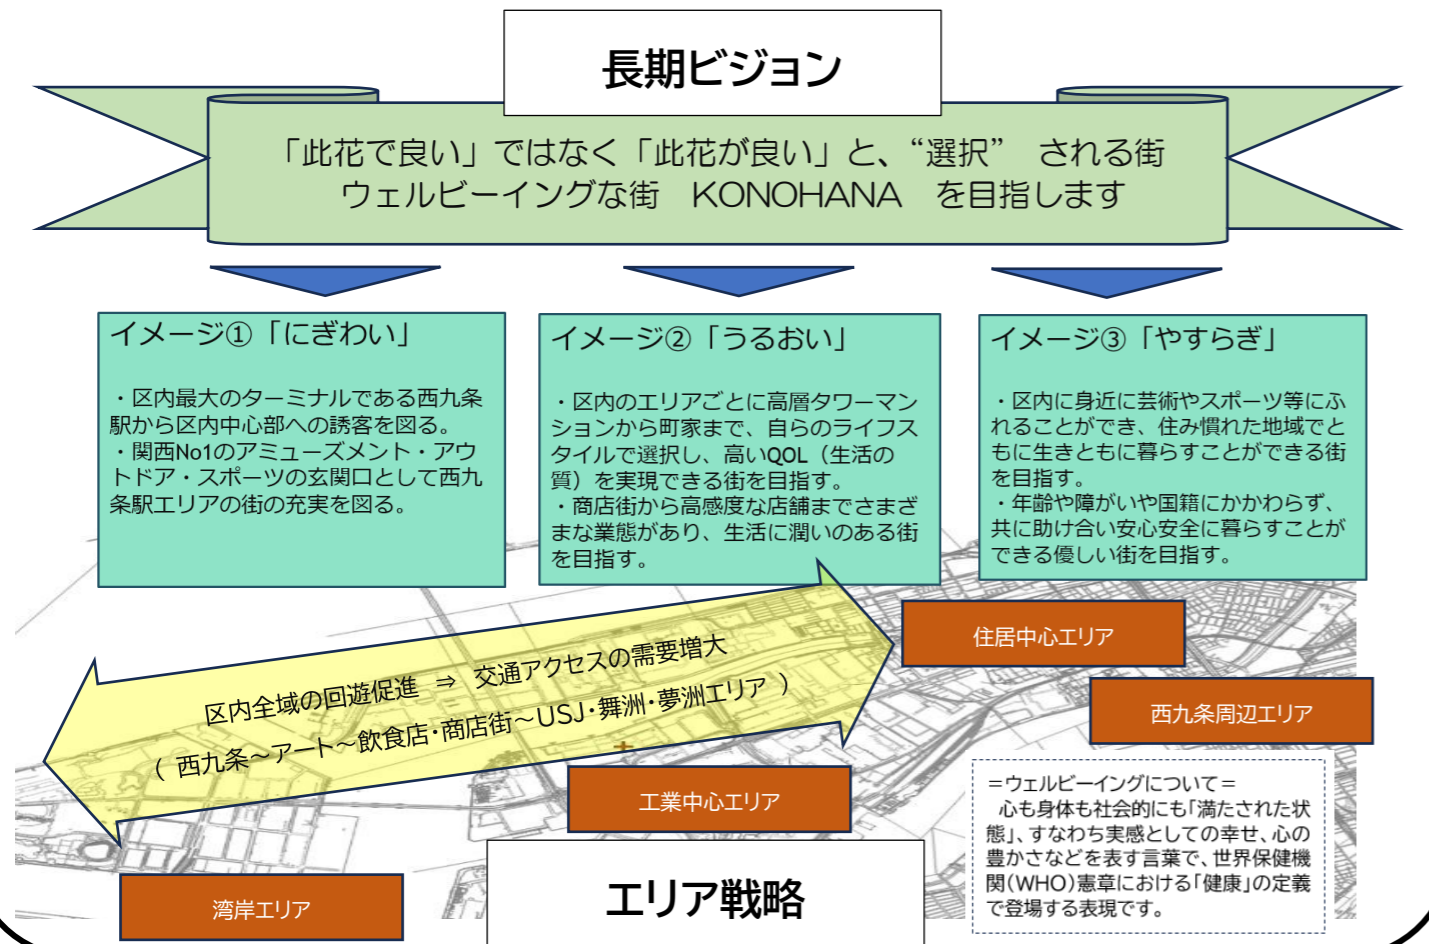 長期ビジョン
「此花で良い」ではなく「此花が良い」と、“選択” される街
ウェルビーイングな街 KONOHANA を目指します
イメージ①「にぎわい」
・区内最大のターミナルである西九条
駅から区内中心部への誘客を図る。
・関西No1のアミューズメント・アウ
トドア・スポーツの玄関口として西九
条駅エリアの街の充実を図る。
イメージ②「うるおい」
・区内のエリアごとに高層タワーマン
ションから町家まで、自らのライフス
タイルで選択し、高いQOL（生活の
質）を実現できる街を目指す。
・商店街から高感度な店舗までさまざ
まな業態があり、生活に潤いのある街
を目指す。
イメージ③「やすらぎ」
・区内に身近に芸術やスポーツ等にふ
れることができ、住み慣れた地域でと
もに生きともに暮らすことができる街
を目指す。
・年齢や障がいや国籍にかかわらず、
共に助け合い安心安全に暮らすことが
できる優しい街を目指す。
区内全域の回遊促進 ⇒ 交通アクセスの需要増大
（ 西九条～アート～飲食店・商店街～USJ・舞洲・夢洲エリア ）
住居中心エリア
西九条周辺エリア
工業中心エリア
湾岸エリア
＝ウェルビーイングについて＝
心も身体も社会的にも「満たされた状
態」、すなわち実感としての幸せ、心の
豊かさなどを表す言葉で、世界保健機
関（WHO）憲章における「健康」の定義
で登場する表現です。
エリア戦略